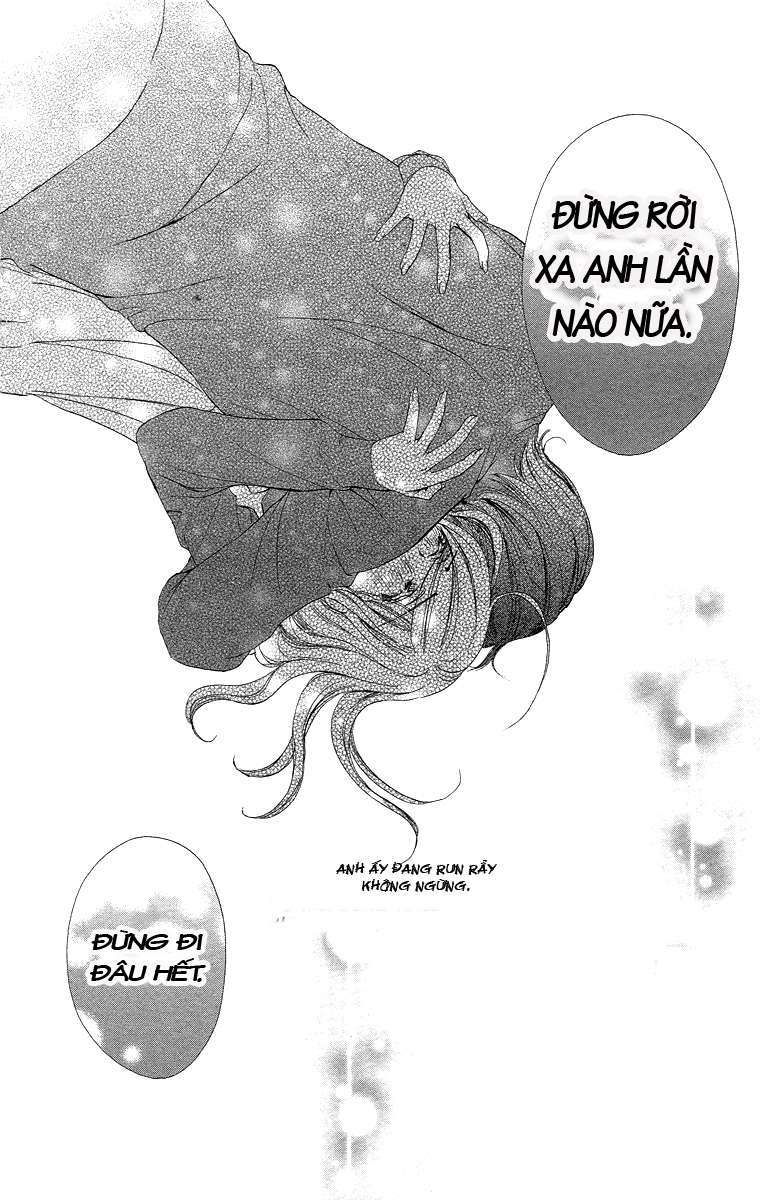 ĐỪNG RỜI
XA ANH LẦN
NÀO NỮA.
ANH ẤY ĐANG RUN RẨY
KHÔNG NGỪNG.
ĐỪNG ĐI
ĐÂU HẾT.